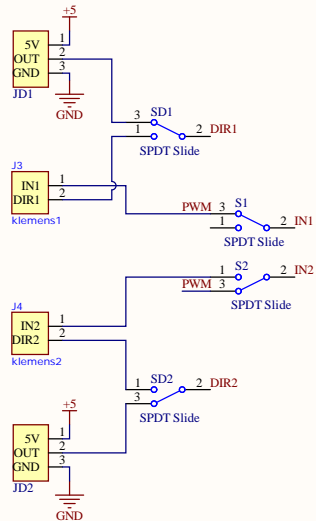 +5
5V 1
OUT 2
GND 3
JD1
GND
3 SD1
1 2 DIR1
SPDT Slide
J3
IN1 1
DIR1 2
klemens1
PWM 3 S1
1 2 IN1
SPDT Slide
1 S2 2 IN2
PWM 3
SPDT Slide
J4
IN2 1
DIR2 2
klemens2
1 SD2 2 DIR2
3
SPDT Slide
+5
5V 1
OUT 2
GND 3
JD2
GND